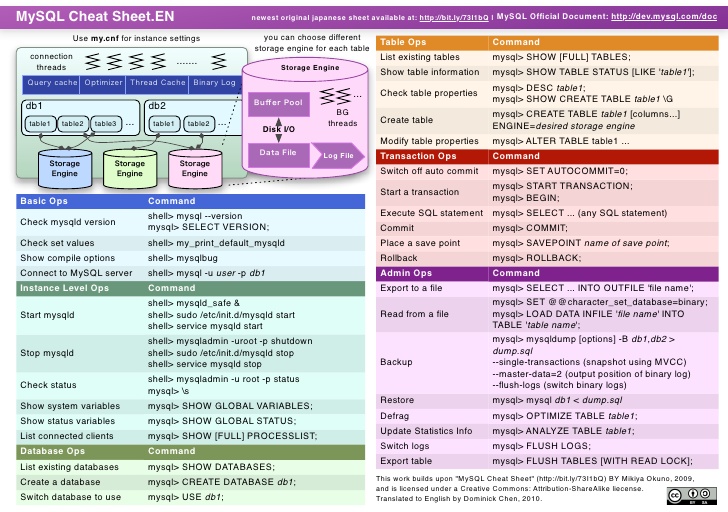 MySQL Cheat Sheet.EN
newest original japanese sheet available at: http://bit.ly/73I1bQ ; MySQL Official Document: http://dev.mysql.com/doc
Use my.cnf for instance settings
connection
threads
.......
Query cache Optimizer Thread Cache Binary Log
db1
table1 table2 table3 ...
db2
table1 table2 ...
Storage
Engine
Storage
Engine
Storage
Engine
you can choose different
storage engine for each table
Storage Engine
Buffer Pool
...
BG
threads
Disk I/O
Data File
Log File
Basic Ops Command
Check mysqld version
shell> mysql --version
mysql> SELECT VERSION;
Check set values shell> my_print_default_mysqld
Show compile options shell> mysqlbug
Connect to MySQL server shell> mysql -u user -p db1
Instance Level Ops Command
Start mysqld
shell> mysqld_safe &
shell> sudo /etc/init.d/mysqld start
shell> service mysqld start
Stop mysqld
shell> mysqladmin -uroot -p shutdown
shell> sudo /etc/init.d/mysqld stop
shell> service mysqld stop
Check status
shell> mysqladmin -u root -p status
mysql> \s
Show system variables mysql> SHOW GLOBAL VARIABLES;
Show status variables mysql> SHOW GLOBAL STATUS;
List connected clients mysql> SHOW [FULL] PROCESSLIST;
Database Ops Command
List existing databases mysql> SHOW DATABASES;
Create a database mysql> CREATE DATABASE db1;
Switch database to use mysql> USE db1;
Table Ops Command
List existing tables mysql> SHOW [FULL] TABLES;
Show table information mysql> SHOW TABLE STATUS [LIKE 'table1'];
Check table properties
mysql> DESC table1;
mysql> SHOW CREATE TABLE table1 \G
Create table
mysql> CREATE TABLE table1 [columns...]
ENGINE=desired storage engine
Modify table properties mysql> ALTER TABLE table1 ...
Transaction Ops Command
Switch off auto commit mysql> SET AUTOCOMMIT=0;
Start a transaction
mysql> START TRANSACTION;
mysql> BEGIN;
Execute SQL statement mysql> SELECT ... (any SQL statement)
Commit mysql> COMMIT;
Place a save point mysql> SAVEPOINT name of save point;
Rollback mysql> ROLLBACK;
Admin Ops Command
Export to a file mysql> SELECT ... INTO OUTFILE 'file name';
Read from a file
mysql> SET @@character_set_database=binary;
mysql> LOAD DATA INFILE 'file name' INTO
TABLE 'table name';
Backup
mysql> mysqldump [options] -B db1,db2 >
dump.sql
--single-transactions (snapshot using MVCC)
--master-data=2 (output position of binary log)
--flush-logs (switch binary logs)
Restore mysql> mysql db1 < dump.sql
Defrag mysql> OPTIMIZE TABLE table1;
Update Statistics Info mysql> ANALYZE TABLE table1;
Switch logs mysql> FLUSH LOGS;
Export table mysql> FLUSH TABLES [WITH READ LOCK];
This work builds upon "MySQL Cheat Sheet" (http://bit.ly/73I1bQ) BY Mikiya Okuno, 2009,
and is licensed under a Creative Commons: Attribution-ShareAlike liecense.
Translated to English by Dominick Chen, 2010.
cc
BY SA